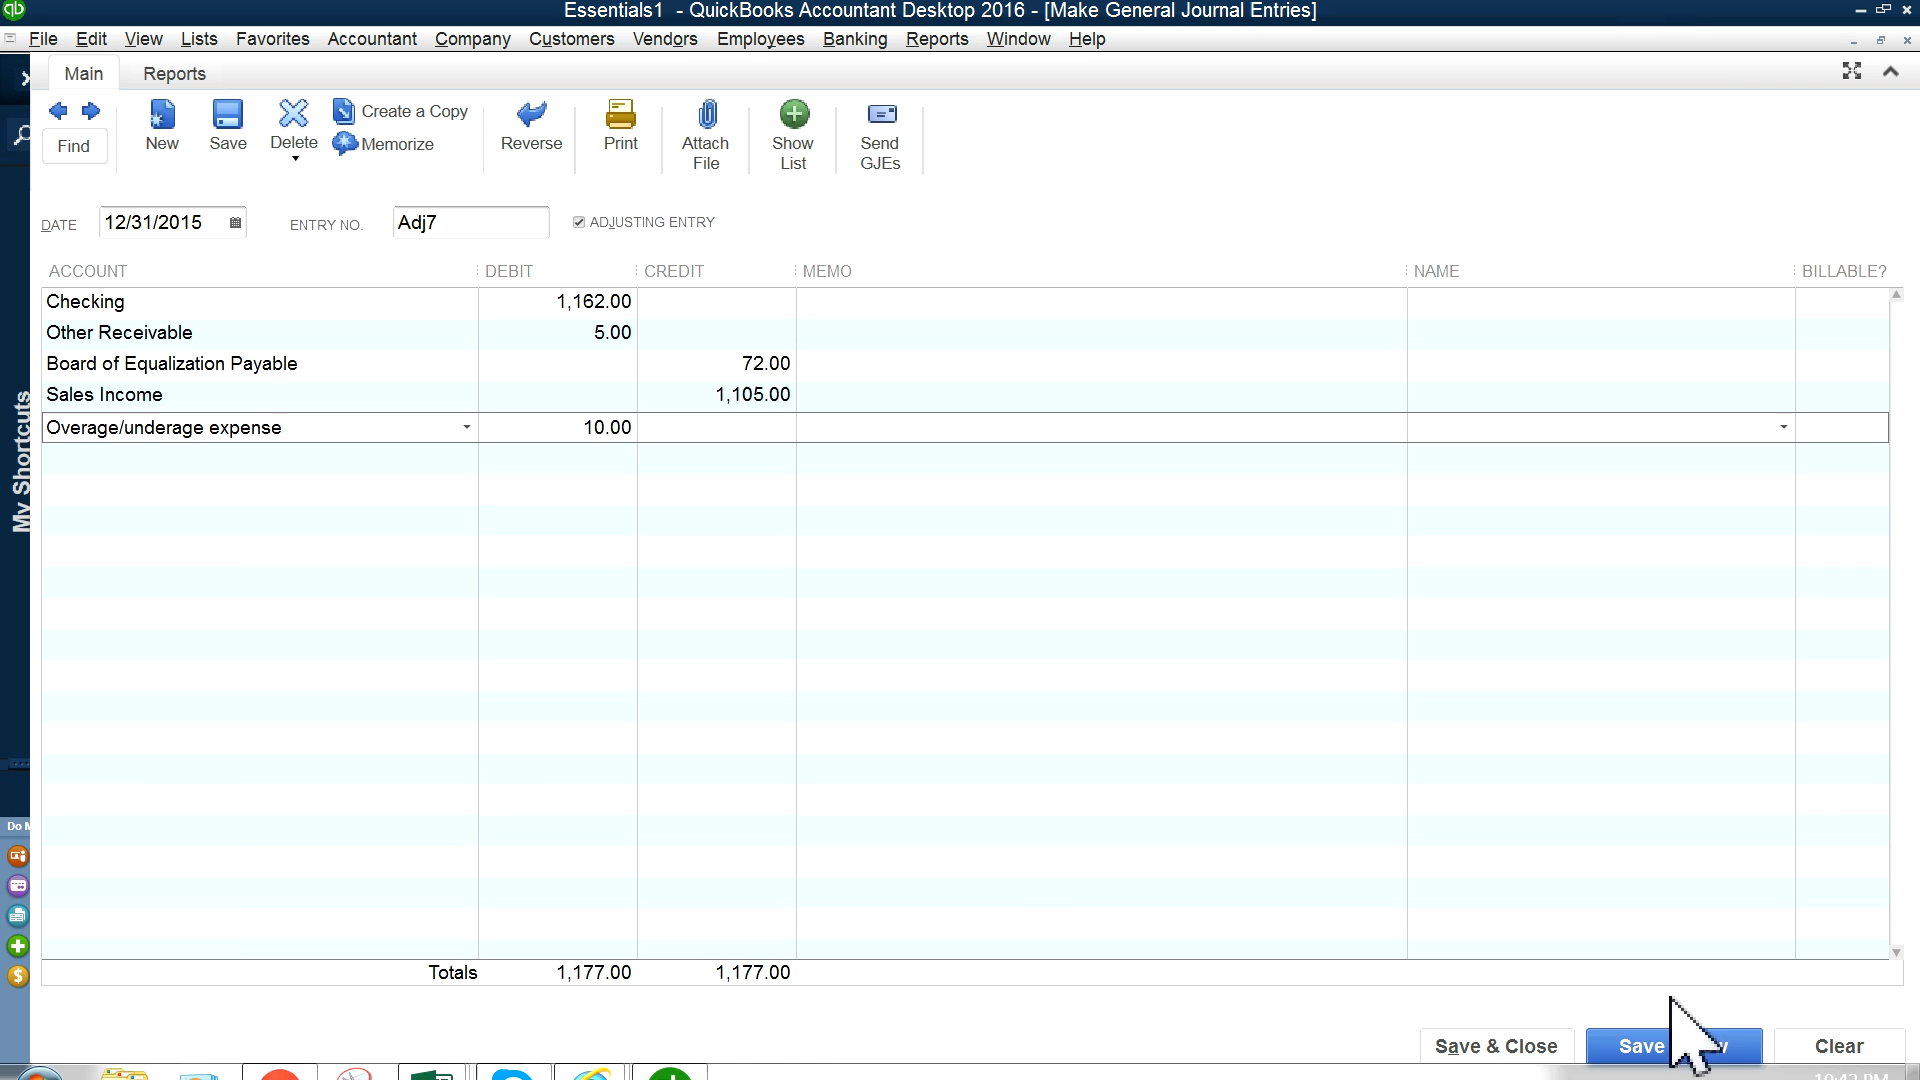 Essentials1 - QuickBooks Accountant Desktop 2016 - [Make General Journal Entries]
File Edit View Lists Favorites Accountant Company Customers Vendors Employees Banking Reports Window Help
Main Reports
Find New Save Delete Create a Copy Memorize Reverse Print Attach File Show List Send GJEs
DATE 12/31/2015 ENTRY NO. Adj7 ADJUSTING ENTRY
ACCOUNT DEBIT CREDIT MEMO NAME BILLABLE?
Checking 1,162.00
Other Receivable 5.00
Board of Equalization Payable 72.00
Sales Income 1,105.00
Overage/underage expense 10.00
My Shortcuts
Totals 1,177.00 1,177.00
Save & Close Save Clear